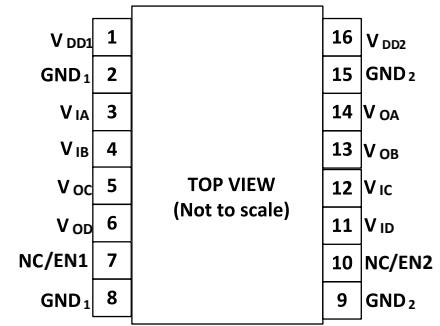 V DD1 1 16 V DD2
GND 1 2 15 GND 2
V IA 3 14 V OA
V IB 4 13 V OB
V OC 5 12 V IC
TOP VIEW
(Not to scale)
V OD 6 11 V ID
NC/EN1 7 10 NC/EN2
GND 1 8 9 GND 2